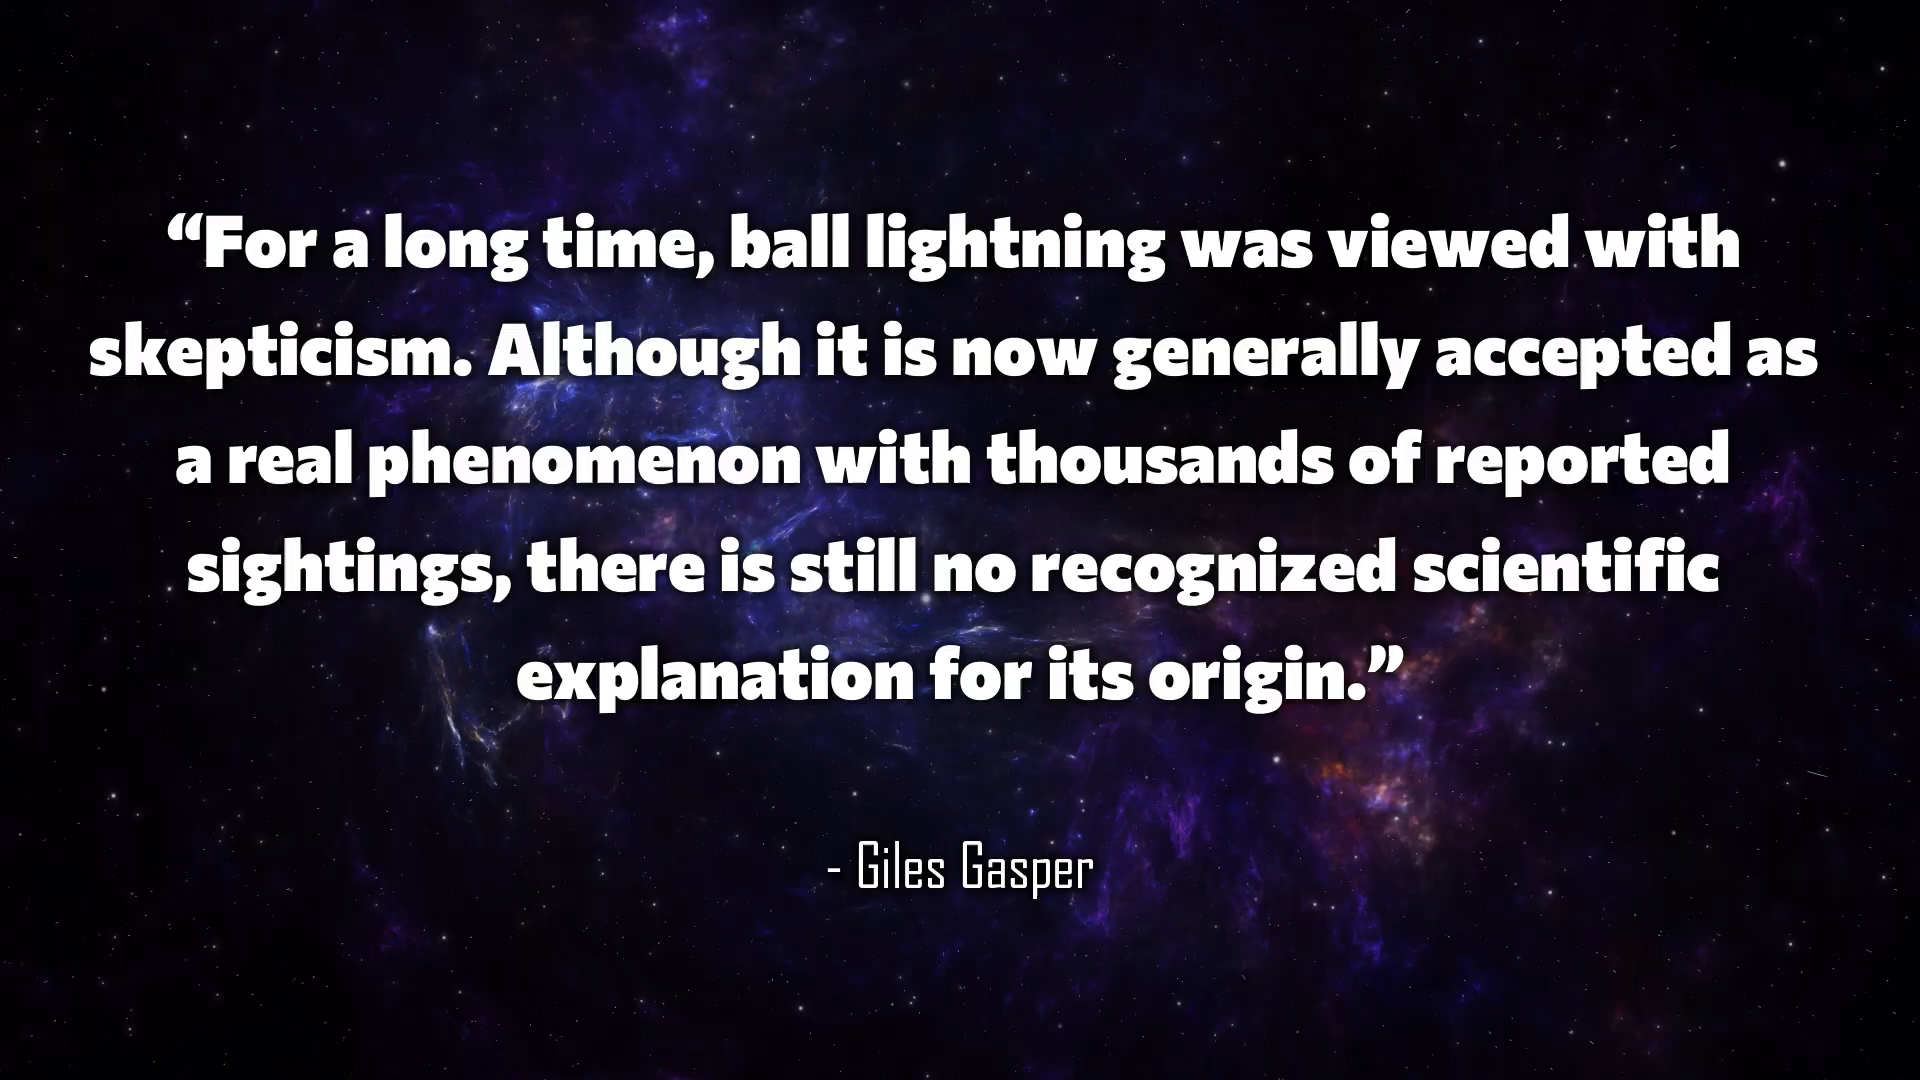 “For a long time, ball lightning was viewed with
skepticism. Although it is now generally accepted as
a real phenomenon with thousands of reported
sightings, there is still no recognized scientific
explanation for its origin.”
- Giles Gasper